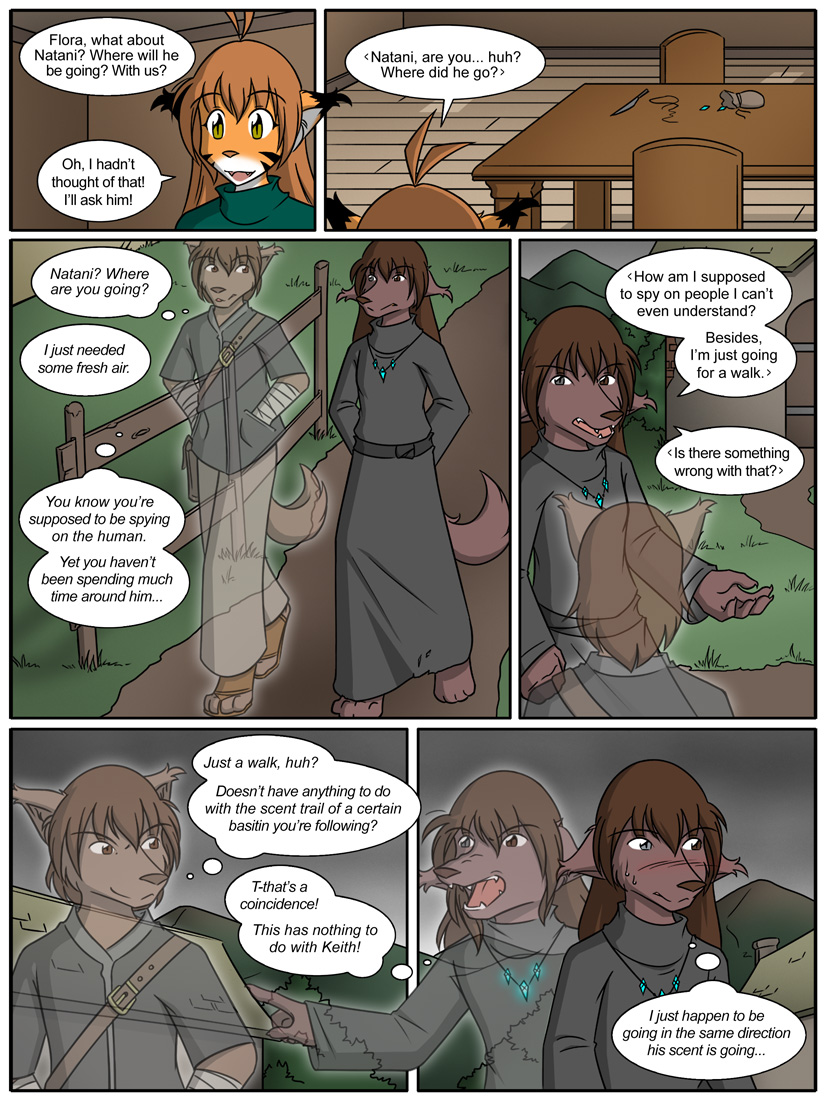 Flora, what about
Natani? Where will he
be going? With us?
Oh, I hadn't
thought of that!
I'll ask him!
‹Natani, are you... huh?
Where did he go?›
Natani? Where
are you going?
I just needed
some fresh air.
You know you're
supposed to be spying
on the human.
Yet you haven't
been spending much
time around him...
‹How am I supposed
to spy on people I can't
even understand?
Besides,
I'm just going
for a walk.›
‹Is there something
wrong with that?›
Just a walk, huh?
Doesn't have anything to do
with the scent trail of a certain
basitin you're following?
T-that's a
coincidence!
This has nothing to
do with Keith!
I just happen to be
going in the same direction
his scent is going...